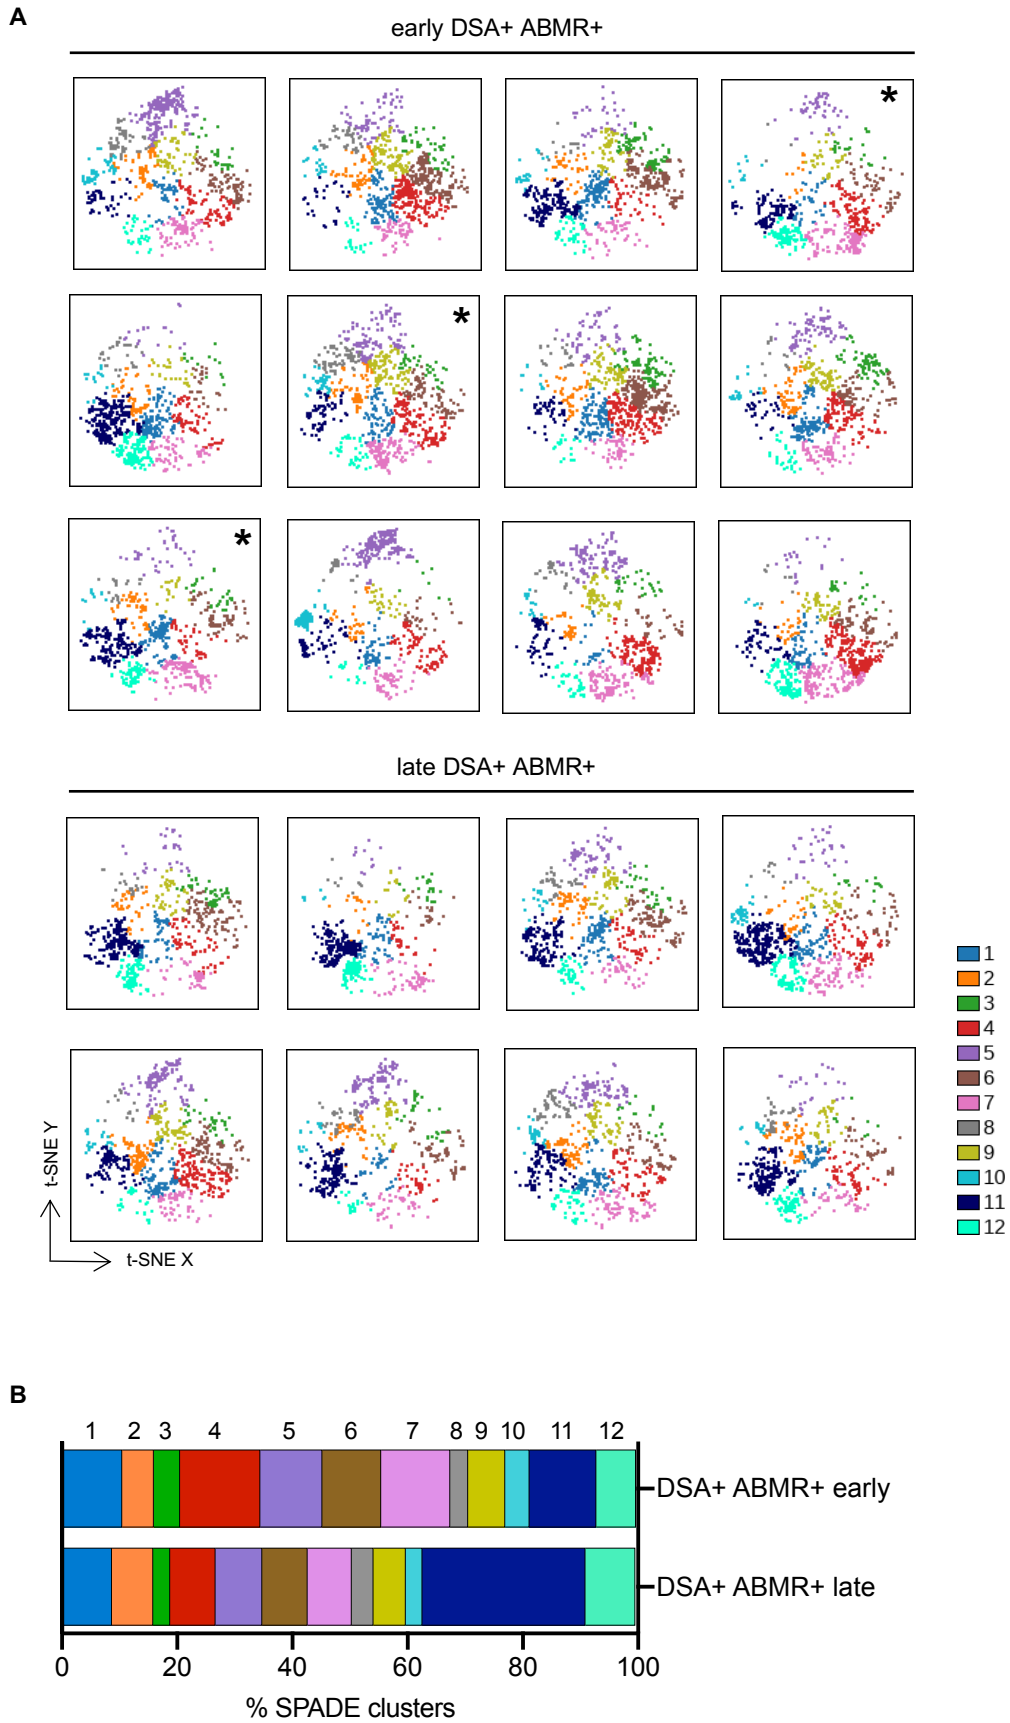 A
early DSA+ ABMR+
*
*
*
late DSA+ ABMR+
1
2
3
4
5
6
7
8
9
10
11
12
t-SNE Y
t-SNE X
B
1 2 3 4 5 6 7 8 9 10 11 12
DSA+ ABMR+ early
DSA+ ABMR+ late
0 20 40 60 80 100
% SPADE clusters